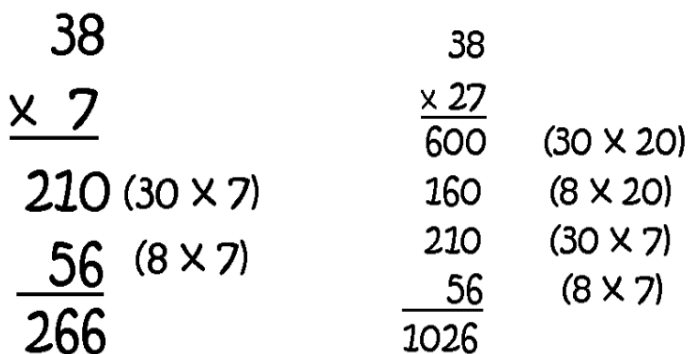 38
× 7
210 (30 × 7)
56 (8 × 7)
266
38
× 27
600 (30 × 20)
160 (8 × 20)
210 (30 × 7)
56 (8 × 7)
1026